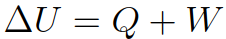 ΔU = Q + W